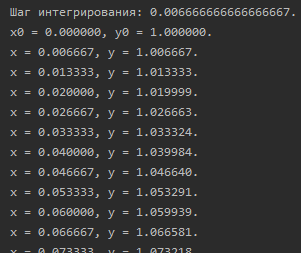 Шаг интегрирования: 0.006666666666666667.
x0 = 0.000000, y0 = 1.000000.
x = 0.006667, y = 1.006667.
x = 0.013333, y = 1.013333.
x = 0.020000, y = 1.019999.
x = 0.026667, y = 1.026663.
x = 0.033333, y = 1.033324.
x = 0.040000, y = 1.039984.
x = 0.046667, y = 1.046640.
x = 0.053333, y = 1.053291.
x = 0.060000, y = 1.059939.
x = 0.066667, y = 1.066581.
x = 0.073333, y = 1.073218.